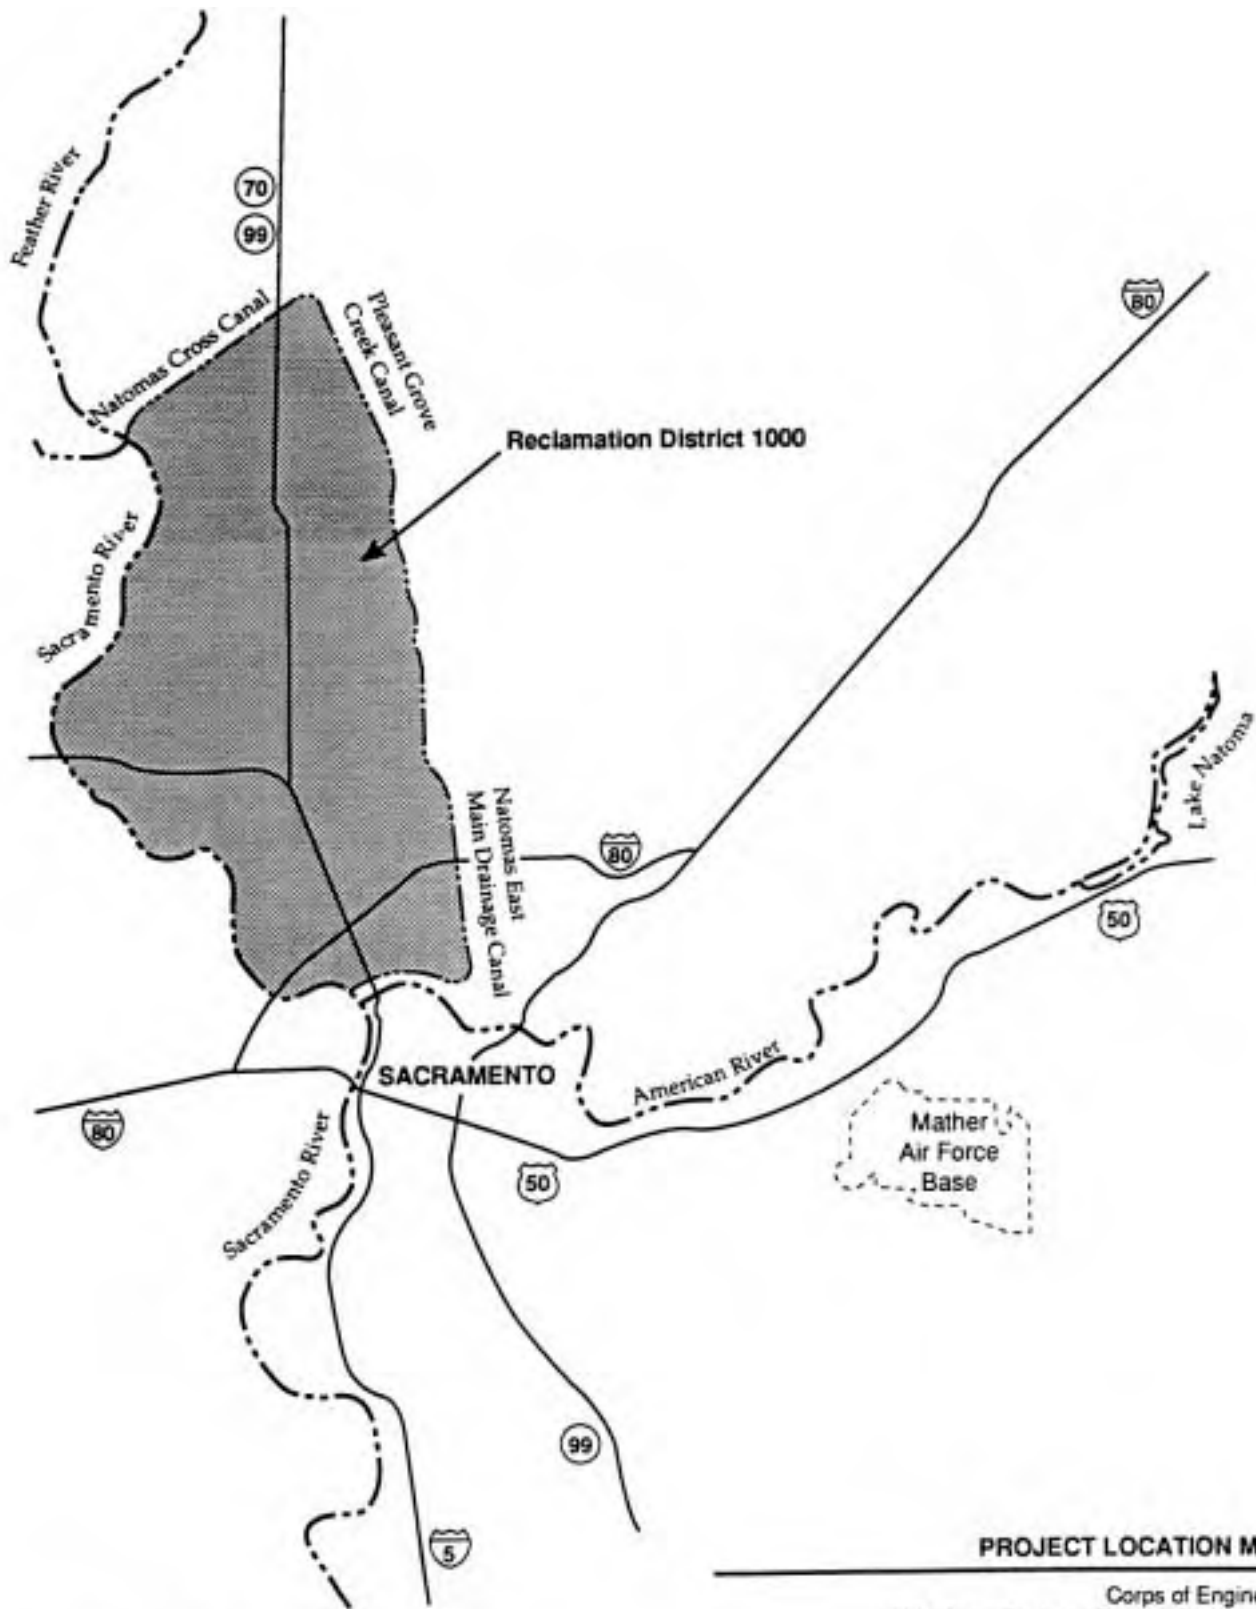 Feather River
70
99
Natomas Cross Canal
Pleasant Grove
Creek Canal
80
Reclamation District 1000
Sacramento River
Lake Natoma
Natomas East
Main Drainage Canal
80
50
American River
SACRAMENTO
Mather
Air Force
Base
80
50
Sacramento River
99
5
PROJECT LOCATION M
Corps of Engin